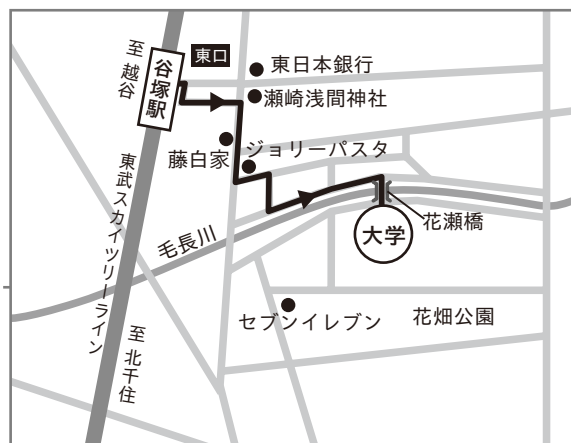 至 越谷
谷塚駅
東口
東日本銀行
瀬崎浅間神社
藤白家
ジョリーパスタ
東武スカイツリーライン
毛長川
大学
花瀬橋
セブンイレブン
花畑公園
至 北千住